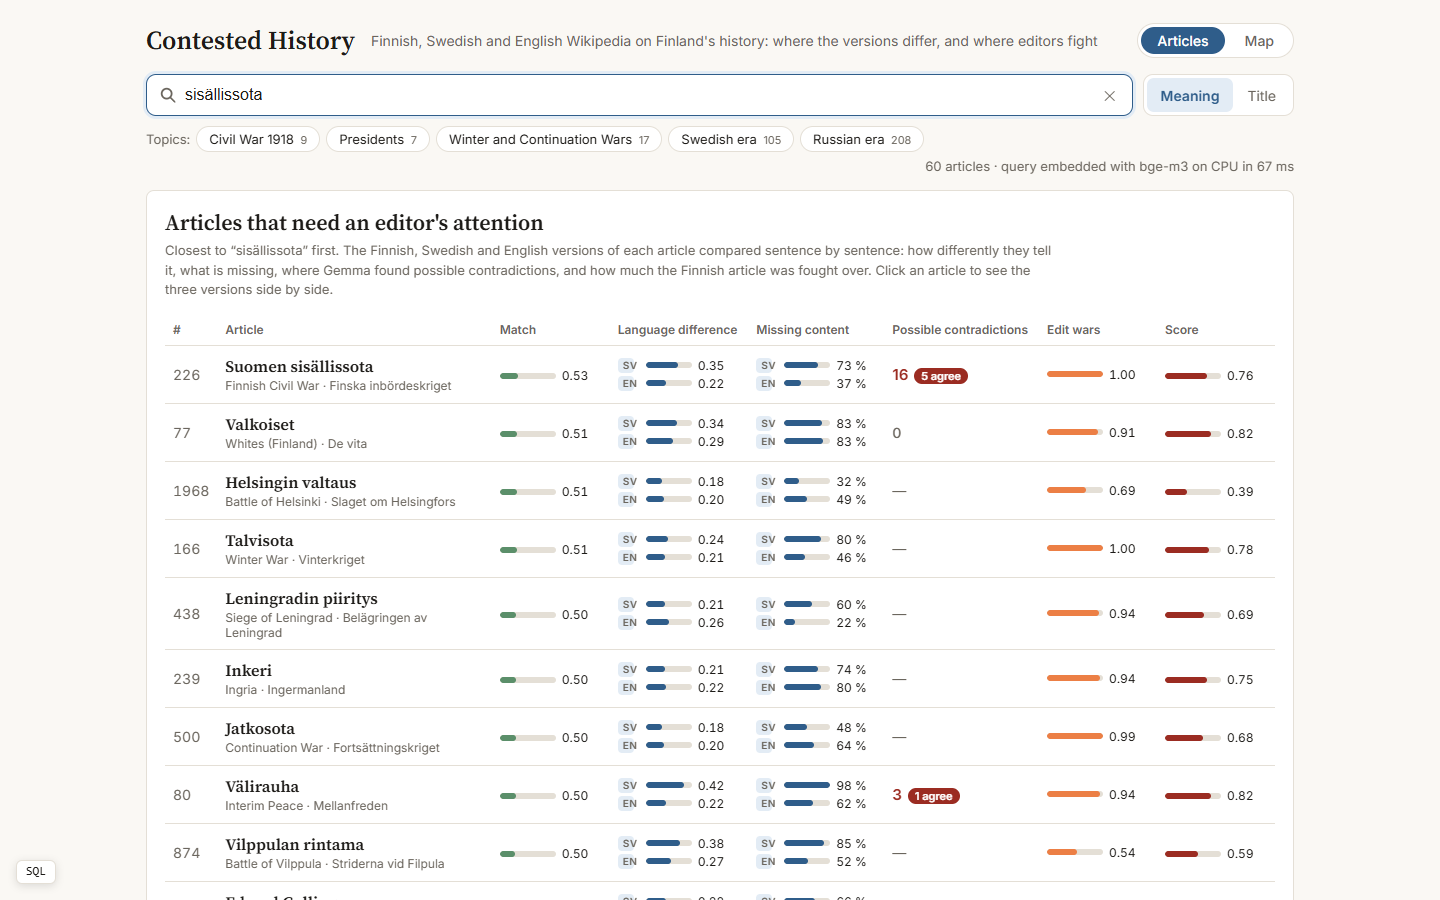 Contested History
Finnish, Swedish and English Wikipedia on Finland's history: where the versions differ, and where editors fight
Articles
Map
sisällissota
Meaning
Title
Topics:
Civil War 1918 9
Presidents 7
Winter and Continuation Wars 17
Swedish era 105
Russian era 208
60 articles · query embedded with bge-m3 on CPU in 67 ms
Articles that need an editor's attention
Closest to “sisällissota” first. The Finnish, Swedish and English versions of each article compared sentence by sentence: how differently they tell
it, what is missing, where Gemma found possible contradictions, and how much the Finnish article was fought over. Click an article to see the
three versions side by side.
# Article Match Language difference Missing content Possible contradictions Edit wars Score
226
Suomen sisällissota
Finnish Civil War · Finska inbördeskriget
0.53
SV 0.35
EN 0.22
SV 73 %
EN 37 %
16 5 agree
1.00
0.76
77
Valkoiset
Whites (Finland) · De vita
0.51
SV 0.34
EN 0.29
SV 83 %
EN 83 %
0
0.91
0.82
1968
Helsingin valtaus
Battle of Helsinki · Slaget om Helsingfors
0.51
SV 0.18
EN 0.20
SV 32 %
EN 49 %
—
0.69
0.39
166
Talvisota
Winter War · Vinterkriget
0.51
SV 0.24
EN 0.21
SV 80 %
EN 46 %
—
1.00
0.78
438
Leningradin piiritys
Siege of Leningrad · Belägringen av
Leningrad
0.50
SV 0.21
EN 0.26
SV 60 %
EN 22 %
—
0.94
0.69
239
Inkeri
Ingria · Ingermanland
0.50
SV 0.21
EN 0.22
SV 74 %
EN 80 %
—
0.94
0.75
500
Jatkosota
Continuation War · Fortsättningskriget
0.50
SV 0.18
EN 0.20
SV 48 %
EN 64 %
—
0.99
0.68
80
Välirauha
Interim Peace · Mellanfreden
0.50
SV 0.42
EN 0.22
SV 98 %
EN 62 %
3 1 agree
0.94
0.82
874
Vilppulan rintama
Battle of Vilppula · Striderna vid Filpula
0.50
SV 0.38
EN 0.27
SV 85 %
EN 52 %
—
0.54
0.59
SQL